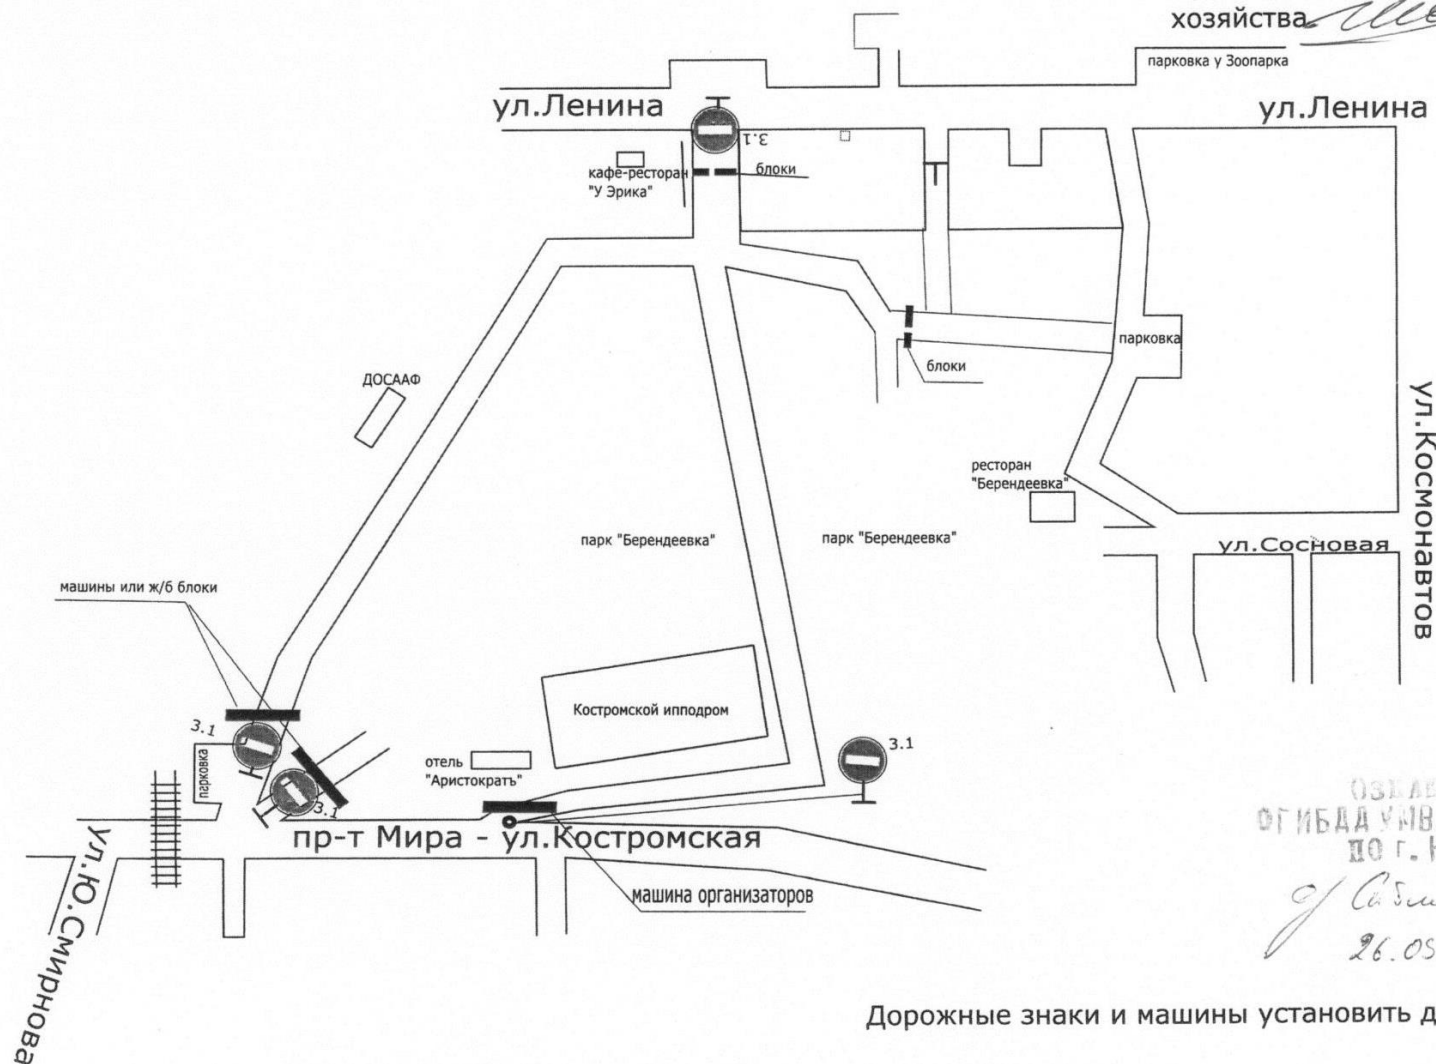 хозяйства
парковка у Зоопарка
ул.Ленина
ул.Ленина
3.1
кафе-ресторан
"У Эрика"
блоки
парковка
блоки
ДОСААФ
ул.Космонавтов
ресторан
"Берендеевка"
парк "Берендеевка"
парк "Берендеевка"
ул.Сосновая
машины или ж/б блоки
Костромской ипподром
3.1
3.1
парковка
отель
"Аристократъ"
3.1
пр-т Мира - ул.Костромская
ул.Ю.Смирнова
машина организаторов
по г.
26.05
Дорожные знаки и машины установить д